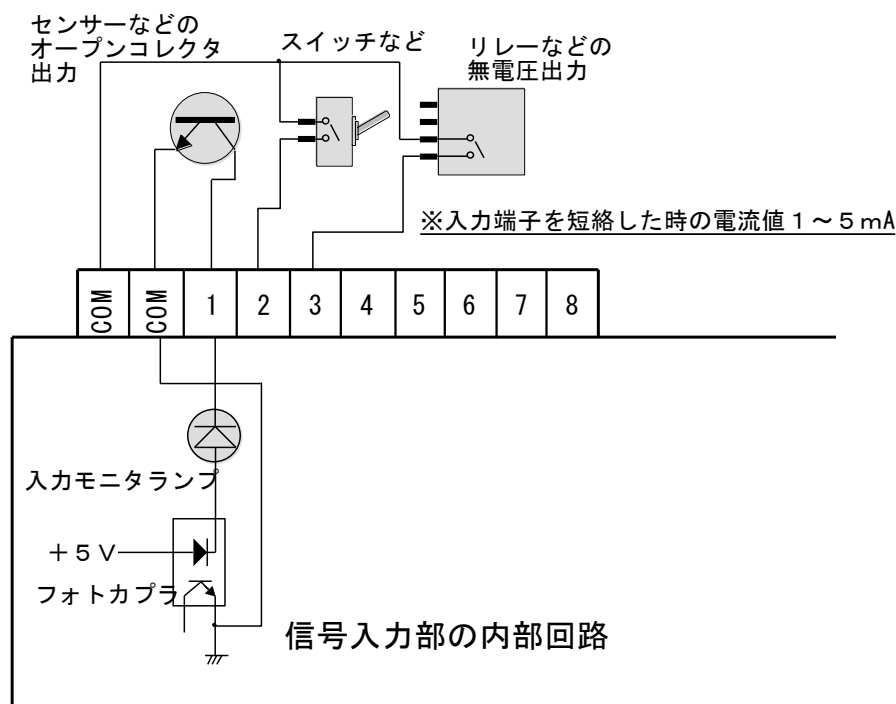 センサーなどの
オープンコレクタ
出力
スイッチなど
リレーなどの
無電圧出力
※入力端子を短絡した時の電流値1~5mA
COM COM 1 2 3 4 5 6 7 8
入力モニタランプ
+5V
フォトカプラ
信号入力部の内部回路